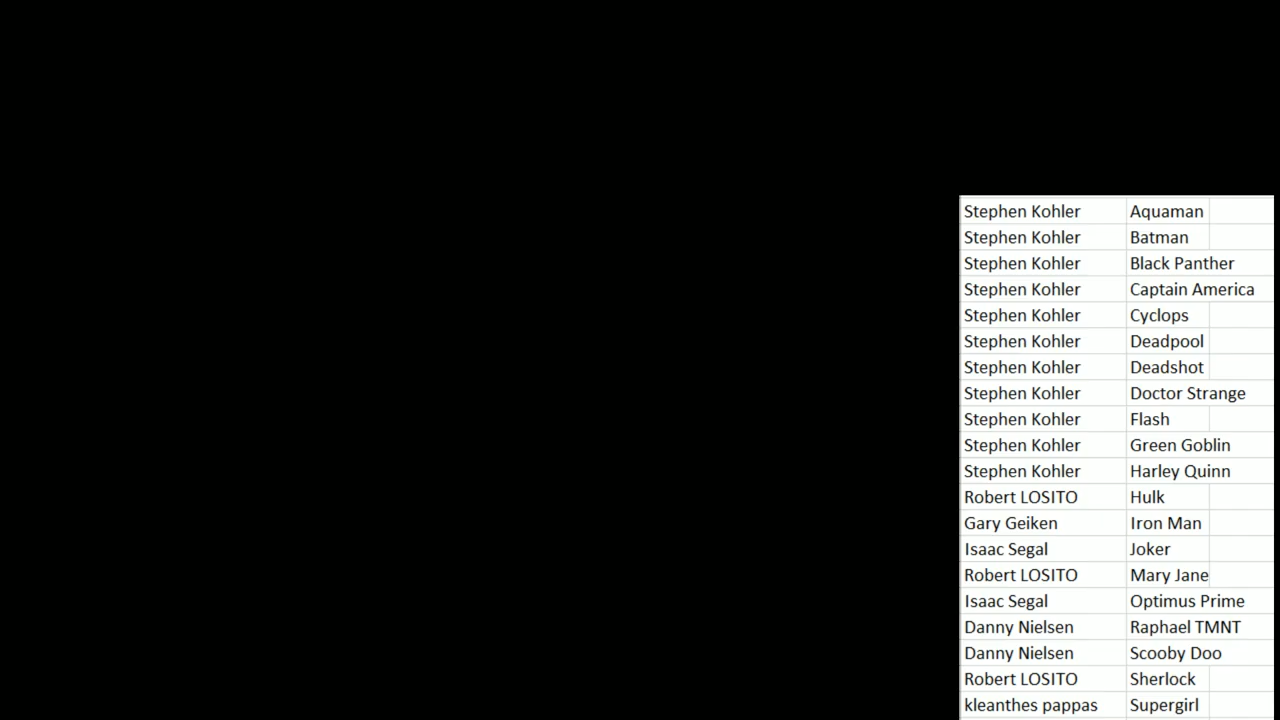 Stephen Kohler Aquaman
Stephen Kohler Batman
Stephen Kohler Black Panther
Stephen Kohler Captain America
Stephen Kohler Cyclops
Stephen Kohler Deadpool
Stephen Kohler Deadshot
Stephen Kohler Doctor Strange
Stephen Kohler Flash
Stephen Kohler Green Goblin
Stephen Kohler Harley Quinn
Robert LOSITO Hulk
Gary Geiken Iron Man
Isaac Segal Joker
Robert LOSITO Mary Jane
Isaac Segal Optimus Prime
Danny Nielsen Raphael TMNT
Danny Nielsen Scooby Doo
Robert LOSITO Sherlock
kleanthes pappas Supergirl